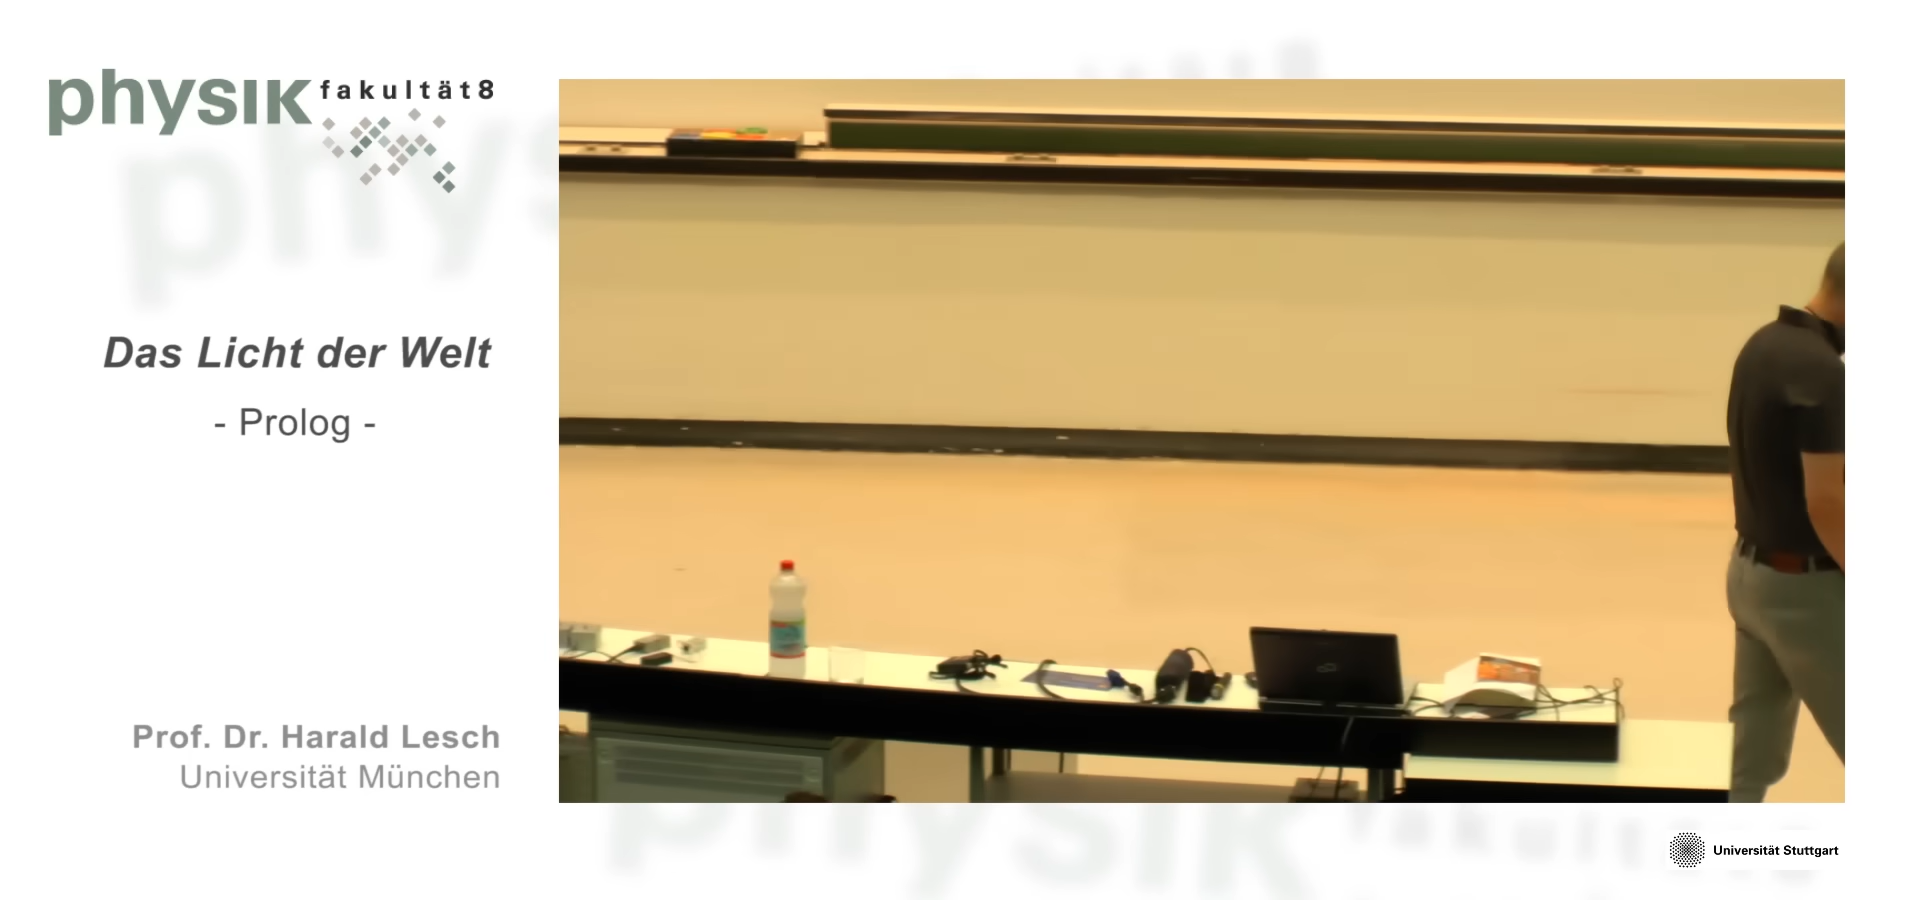 physik fakultät8
Das Licht der Welt
- Prolog -
Prof. Dr. Harald Lesch
Universität München
Universität Stuttgart